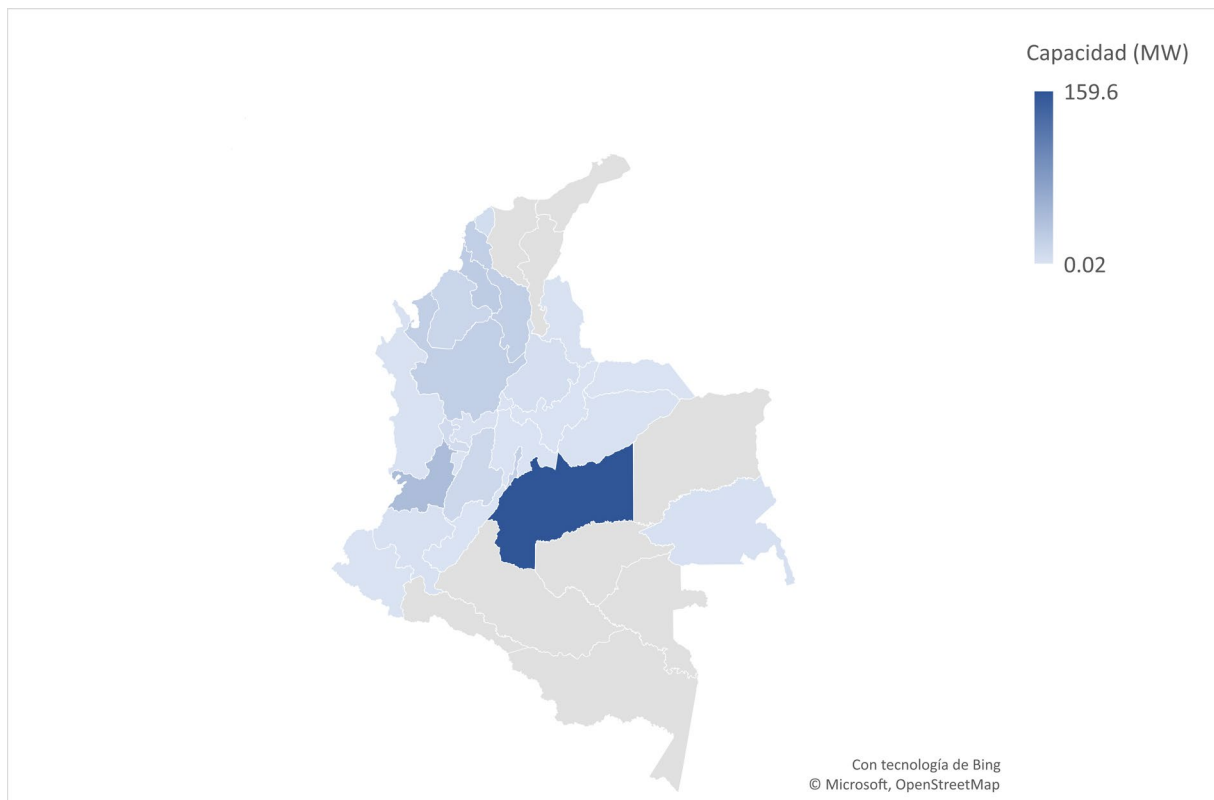 Capacidad (MW)
159.6
0.02
Con tecnología de Bing
© Microsoft, OpenStreetMap